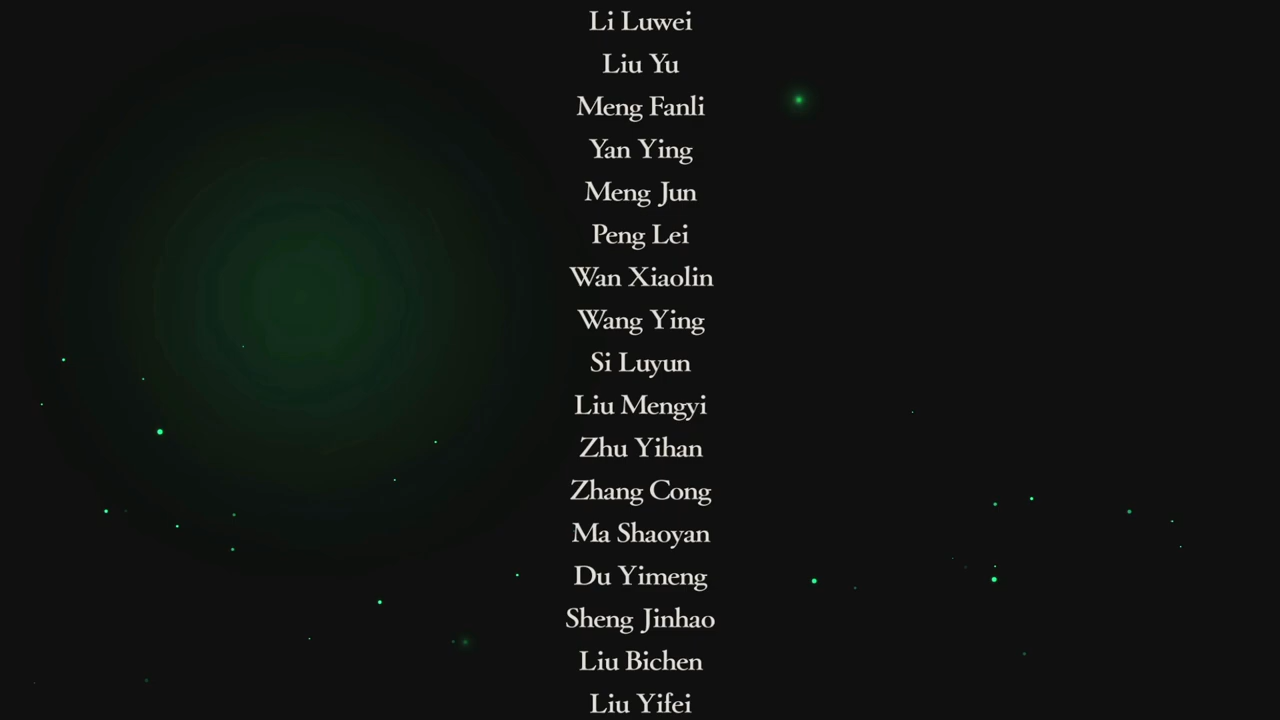 Li Luwei
Liu Yu
Meng Fanli
Yan Ying
Meng Jun
Peng Lei
Wan Xiaolin
Wang Ying
Si Luyun
Liu Mengyi
Zhu Yihan
Zhang Cong
Ma Shaoyan
Du Yimeng
Sheng Jinhao
Liu Bichen
Liu Yifei